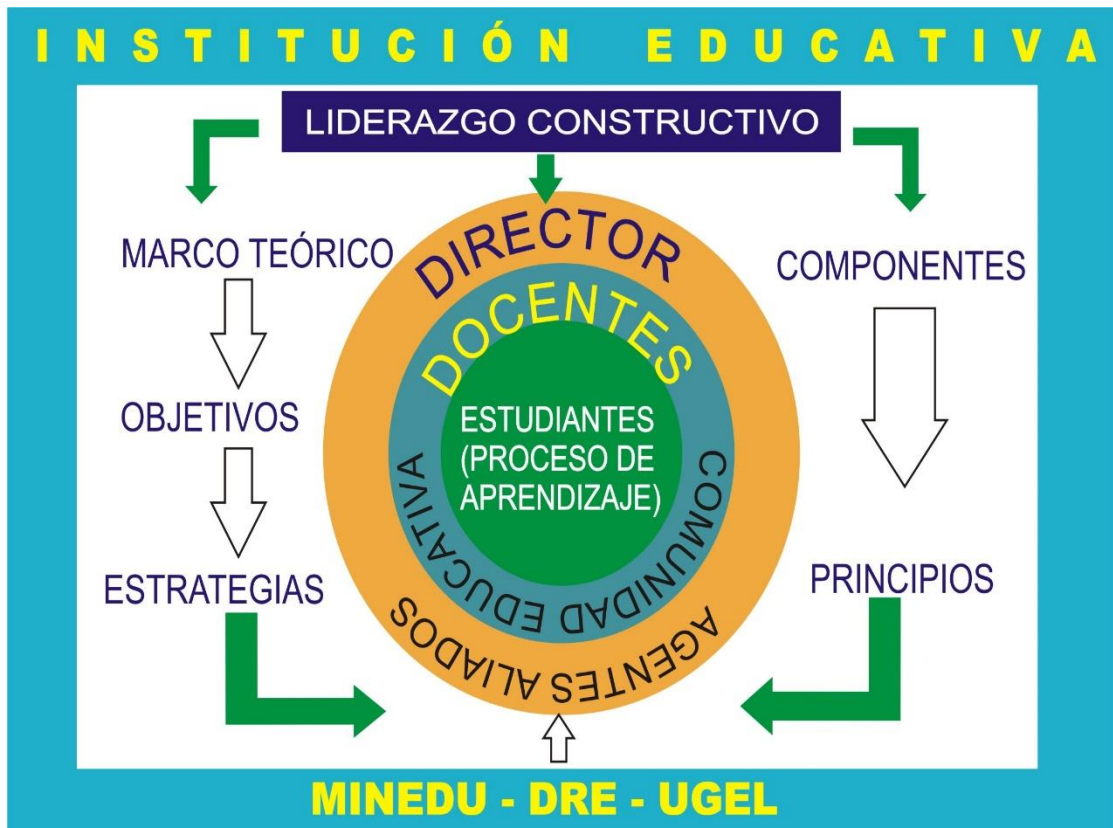 INSTITUCIÓN EDUCATIVA
LIDERAZGO CONSTRUCTIVO
MARCO TEÓRICO
OBJETIVOS
ESTRATEGIAS
DIRECTOR
DOCENTES
ESTUDIANTES
(PROCESO DE
APRENDIZAJE)
COMUNIDAD EDUCATIVA
AGENTES ALIADOS
COMPONENTES
PRINCIPIOS
MINEDU - DRE - UGEL